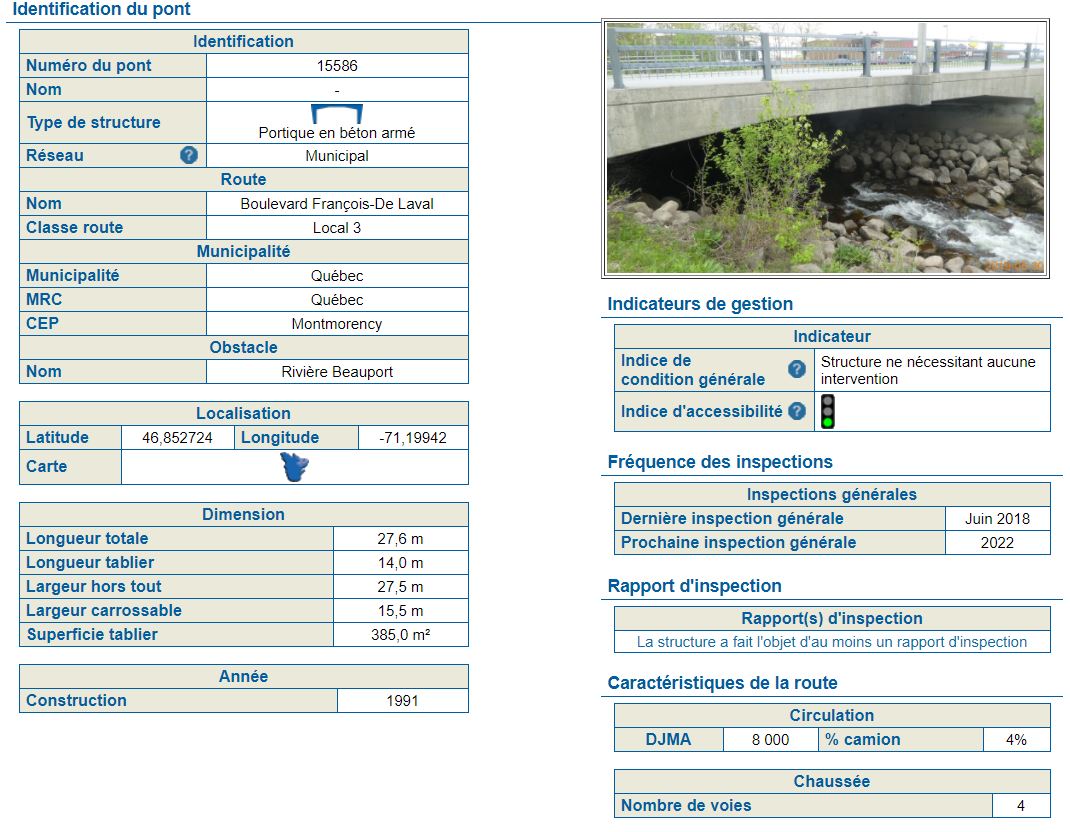 Identification du pont
Identification
Numéro du pont 15586
Nom -
Type de structure Portique en béton armé
Réseau ? Municipal
Route
Nom Boulevard François-De Laval
Classe route Local 3
Municipalité
Municipalité Québec
MRC Québec
CEP Montmorency
Obstacle
Nom Rivière Beauport
Localisation
Latitude 46,852724 Longitude -71,19942
Carte
Dimension
Longueur totale 27,6 m
Longueur tablier 14,0 m
Largeur hors tout 27,5 m
Largeur carrossable 15,5 m
Superficie tablier 385,0 m²
Année
Construction 1991
Indicateurs de gestion
Indicateur
Indice de
condition générale ? Structure ne nécessitant aucune
intervention
Indice d'accessibilité ?
Fréquence des inspections
Inspections générales
Dernière inspection générale Juin 2018
Prochaine inspection générale 2022
Rapport d'inspection
Rapport(s) d'inspection
La structure a fait l'objet d'au moins un rapport d'inspection
Caractéristiques de la route
Circulation
DJMA 8 000 % camion 4%
Chaussée
Nombre de voies 4